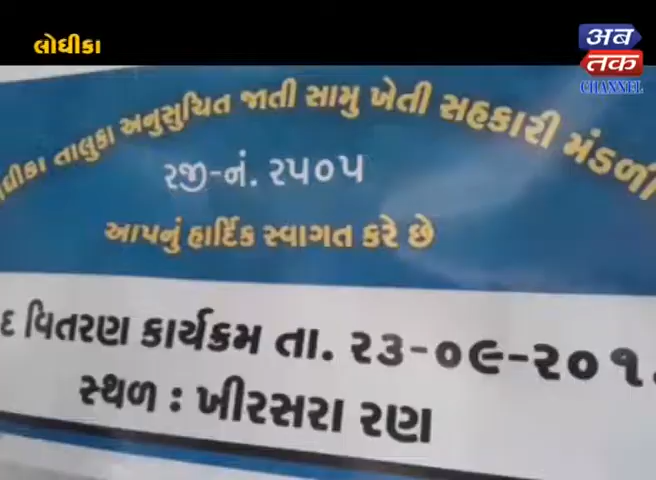 લોધીકા
અબ
તક
CHANNEL
તાલુકા અનુસુચિત જાતી સામુ ખેતી સહકારી મંડળી
રજી-નં. ૨૫૦૫
આપનું હાર્દિક સ્વાગત કરે છે
વિતરણ કાર્યક્રમ તા. ૨૩-૦૯-૨૦૧
સ્થળ : ખીરસરા રણ